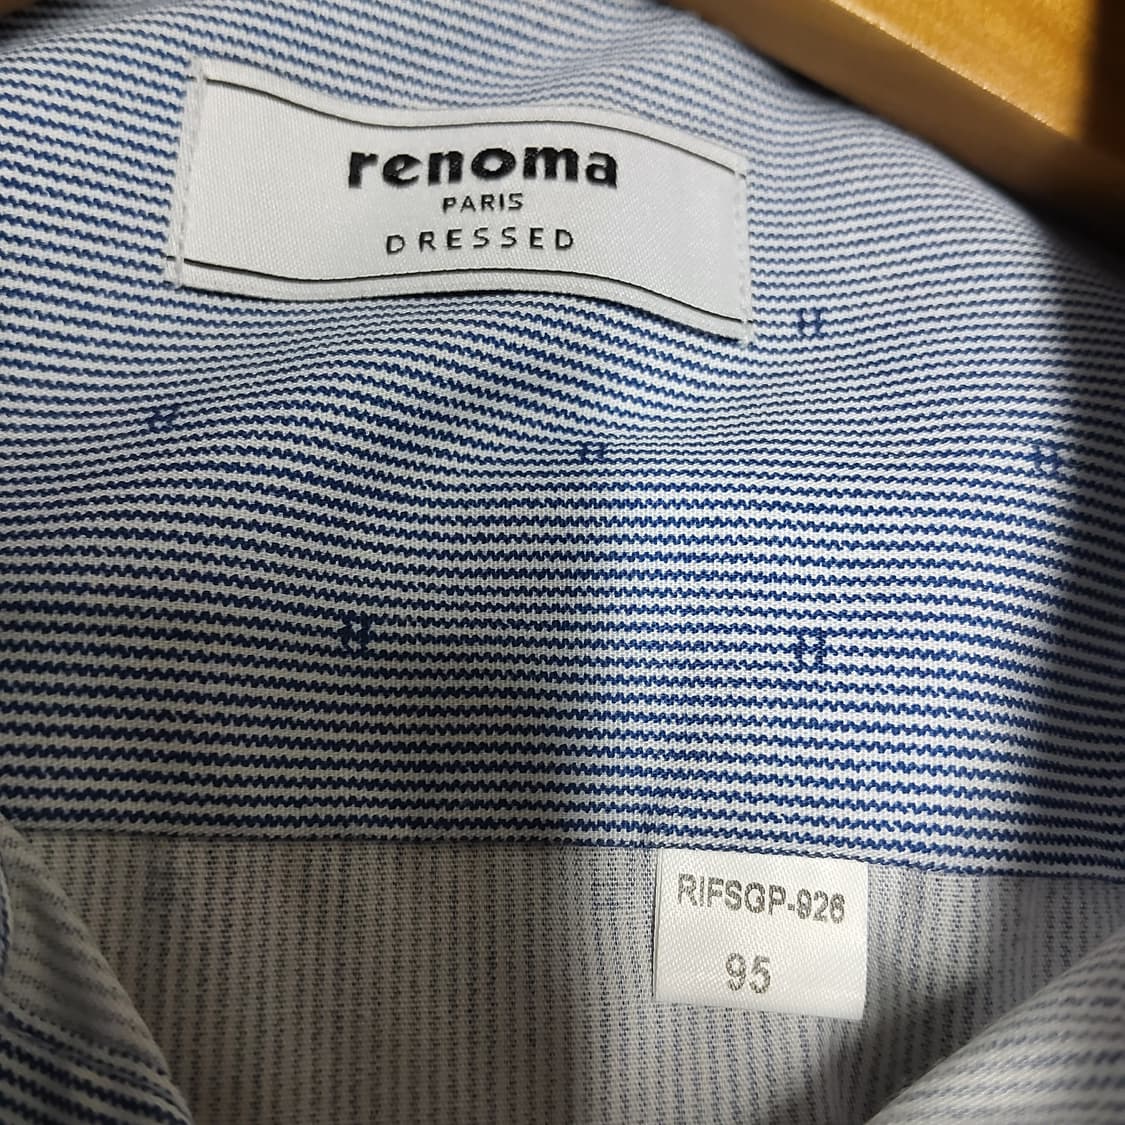 renoma
PARIS
DRESSED
RIFSGP-926
95